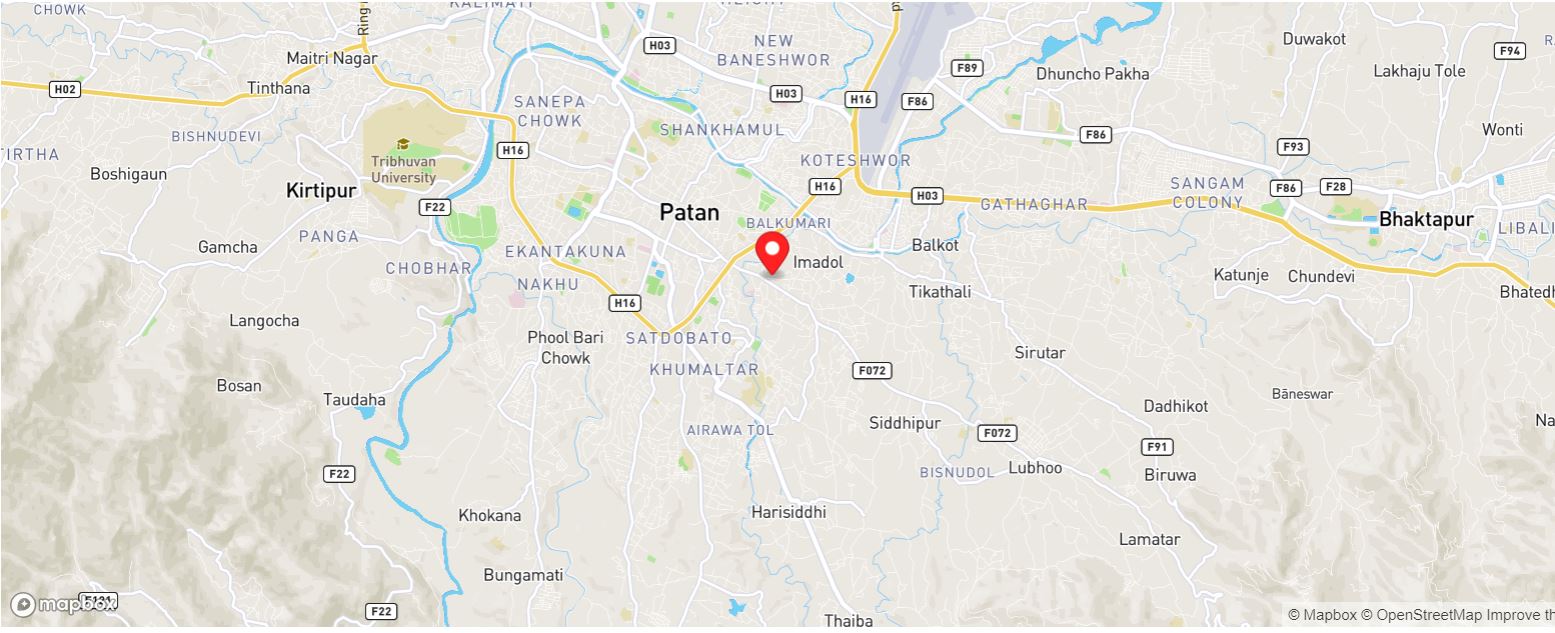 CHOWK
KALIMATI
HEIGHT
Ring
H03
NEW
BANESHWOR
Duwakot
F94
Maitri Nagar
F89
Dhuncho Pakha
Lakhaju Tole
H02
Tinthana
H03
H16
F86
SANEPA
CHOWK
BISHNUDEVI
SHANKHAMUL
F86
Wonti
TIRTHA
H16
F93
Boshigaun
Tribhuvan
University
KOTESHWOR
Kirtipur
H16
H03
SANGAM
COLONY
F86
F28
F22
Patan
GATHAGHAR
Bhaktapur
PANGA
BALKUMARI
LIBALI
Gamcha
EKANTAKUNA
Balkot
CHOBHAR
NAKHU
Imadol
Katunje
Chundevi
Tikathali
Bhatedh
H16
Langocha
Phool Bari
Chowk
SATDOBATO
Sirutar
KHUMALTAR
F072
Bosan
Taudaha
Bāneswar
Dadhikot
Siddhipur
Na
AIRAWA TOL
F072
F91
F22
BISNUDOL
Lubhoo
Biruwa
Khokana
Harisiddhi
Lamatar
Bungamati
mapbox
F22
Thaiba
© Mapbox © OpenStreetMap Improve th